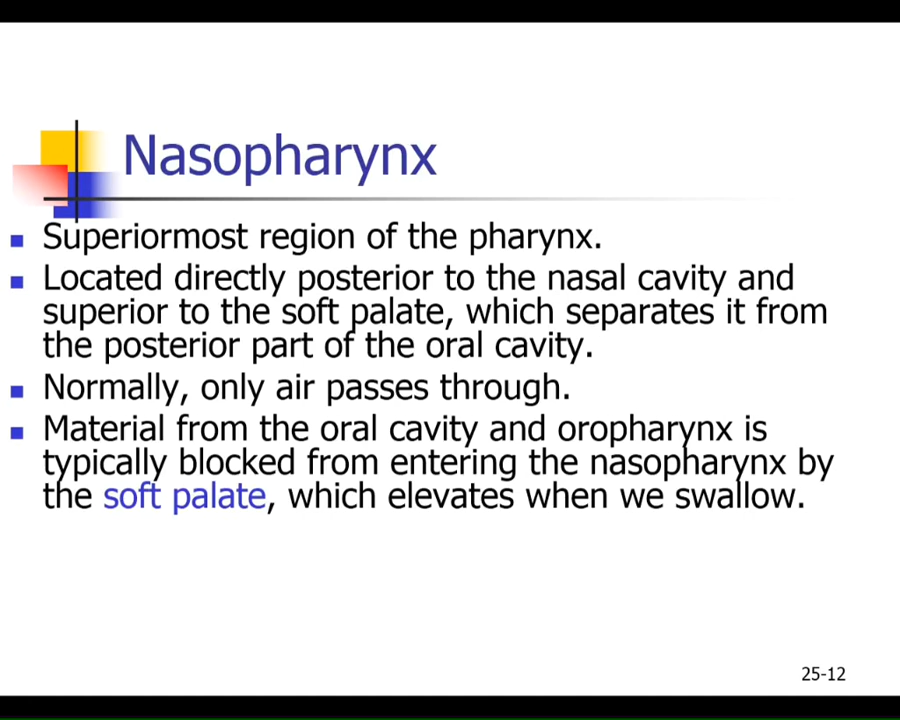 Nasopharynx
Superiormost region of the pharynx.
Located directly posterior to the nasal cavity and
superior to the soft palate, which separates it from
the posterior part of the oral cavity.
Normally, only air passes through.
Material from the oral cavity and oropharynx is
typically blocked from entering the nasopharynx by
the soft palate, which elevates when we swallow.
25-12